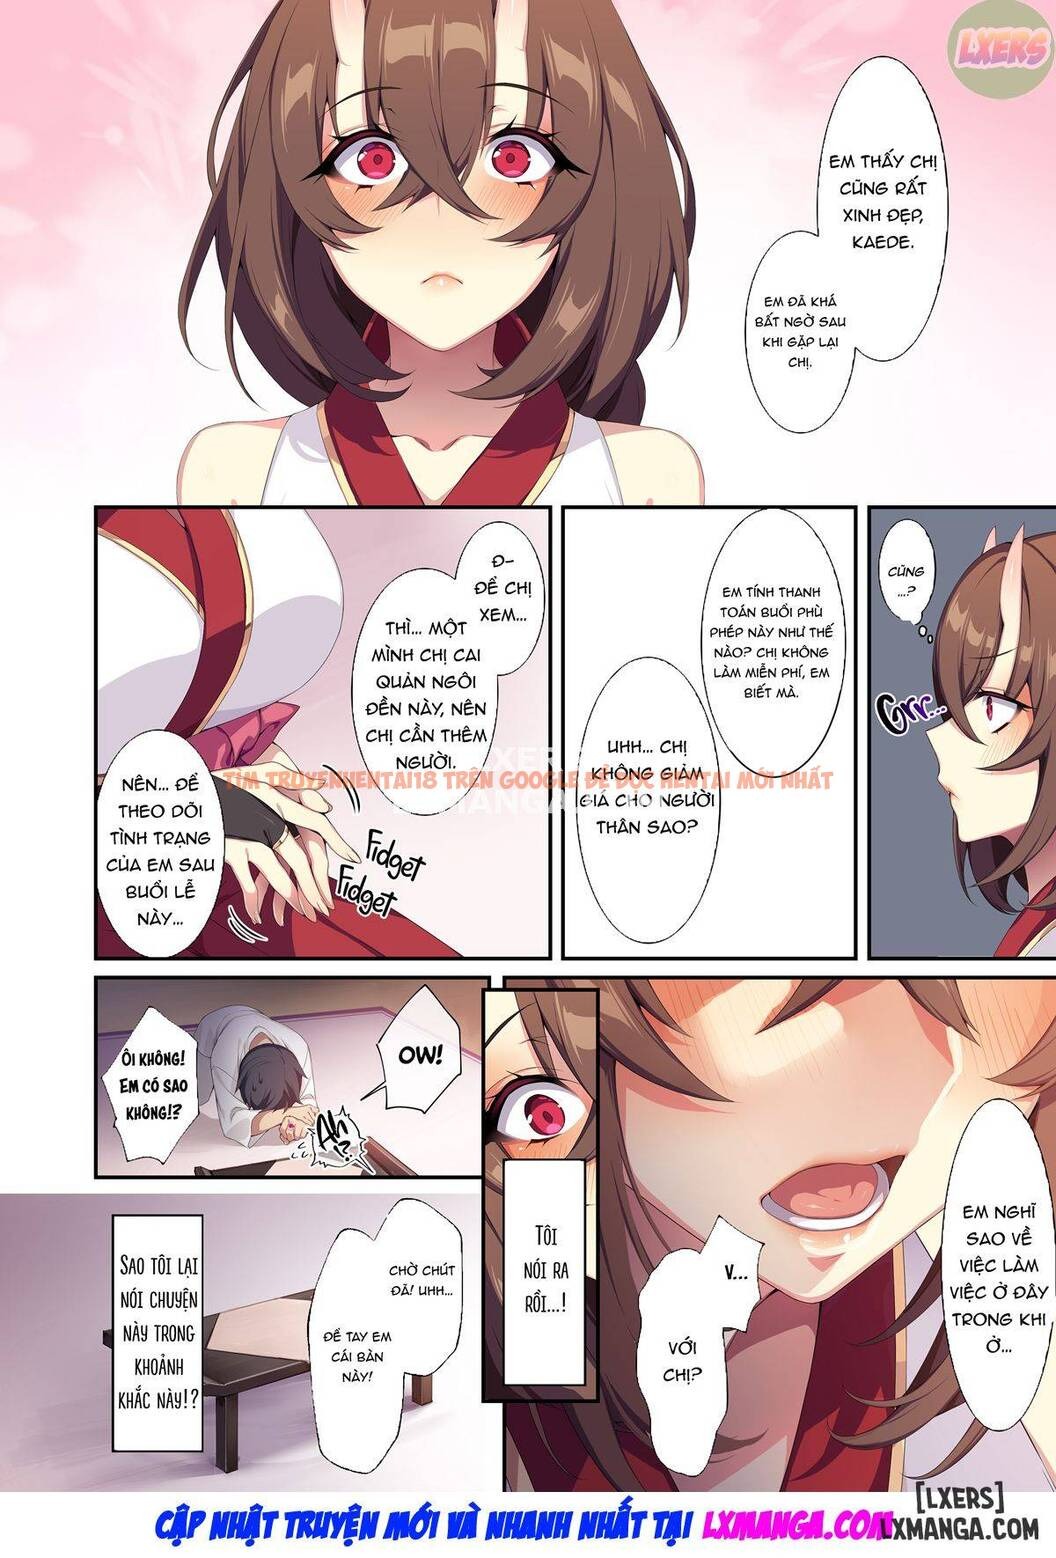 LXERS
EM THẤY CHỊ
CŨNG RẤT
XINH ĐẸP,
KAEDE.
EM ĐÃ KHÁ
BẤT NGỜ SAU
KHI GẶP LẠI
CHỊ.
CŨNG
...?
Grr...
EM TÍNH THANH
TOÁN BUỔI PHÙ
PHÉP NÀY NHƯ THẾ
NÀO? CHỊ KHÔNG
LÀM MIỄN PHÍ, EM
BIẾT MÀ.
UHH... CHỊ
KHÔNG GIẢM
GIÁ CHO NGƯỜI
THÂN SAO?
Đ-
ĐỂ CHỊ
XEM...
THÌ... MỘT
MÌNH CHỊ CAI
QUẢN NGÔI
ĐỀN NÀY, NÊN
CHỊ CẦN THÊM
NGƯỜI.
TÌM TRUYENHENTAI18 TRÊN GOOGLE ĐỂ ĐỌC HENTAI MỚI NHẤT
NÊN... ĐỂ
THEO DÕI
TÌNH TRẠNG
CỦA EM SAU
BUỔI LỄ
NÀY...
Fidget
Fidget
EM NGHĨ
SAO VỀ
VIỆC LÀM
VIỆC Ở ĐÂY
TRONG KHI
Ở...
V...
VỚI
CHỊ?
TÔI
NÓI RA
RỒI...!
OW!
Ah
!?
ÔI KHÔNG!
EM CÓ SAO
KHÔNG!?
CHỜ CHÚT
ĐÃ! UHH...
ĐỂ TAY EM
CÁI BÀN
NÀY!
SAO TÔI LẠI
NÓI CHUYỆN
NÀY TRONG
KHOẢNH
KHẮC NÀY!?
[LXERS]
LXMANGA.COM
CẬP NHẬT TRUYỆN MỚI VÀ NHANH NHẤT TẠI LXMANGA.COM